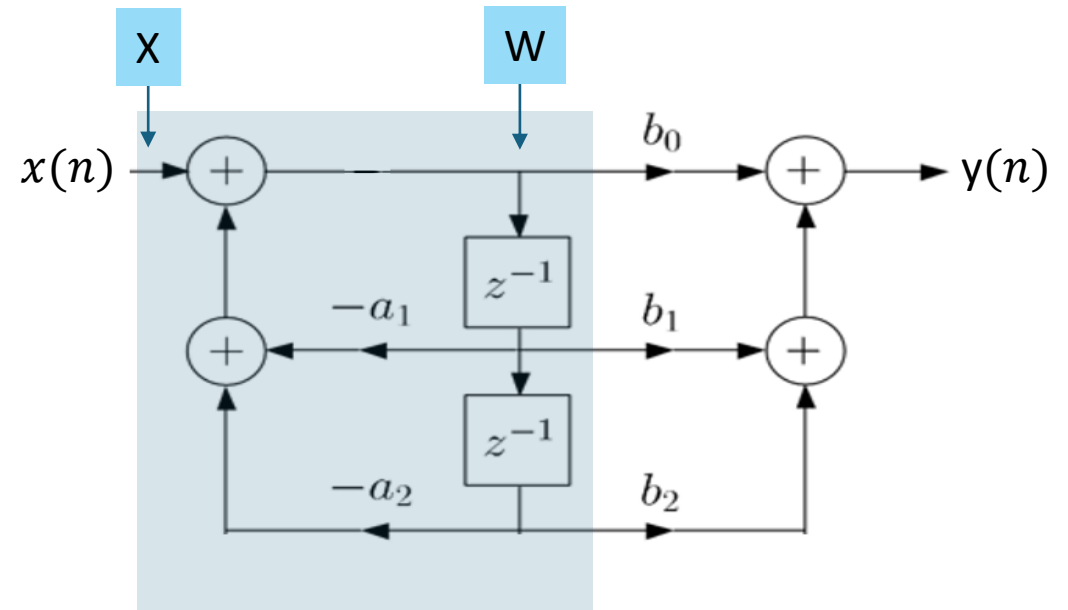 X
W
x(n)
+
b₀
+
y(n)
z⁻¹
−a₁
b₁
+
+
z⁻¹
−a₂
b₂